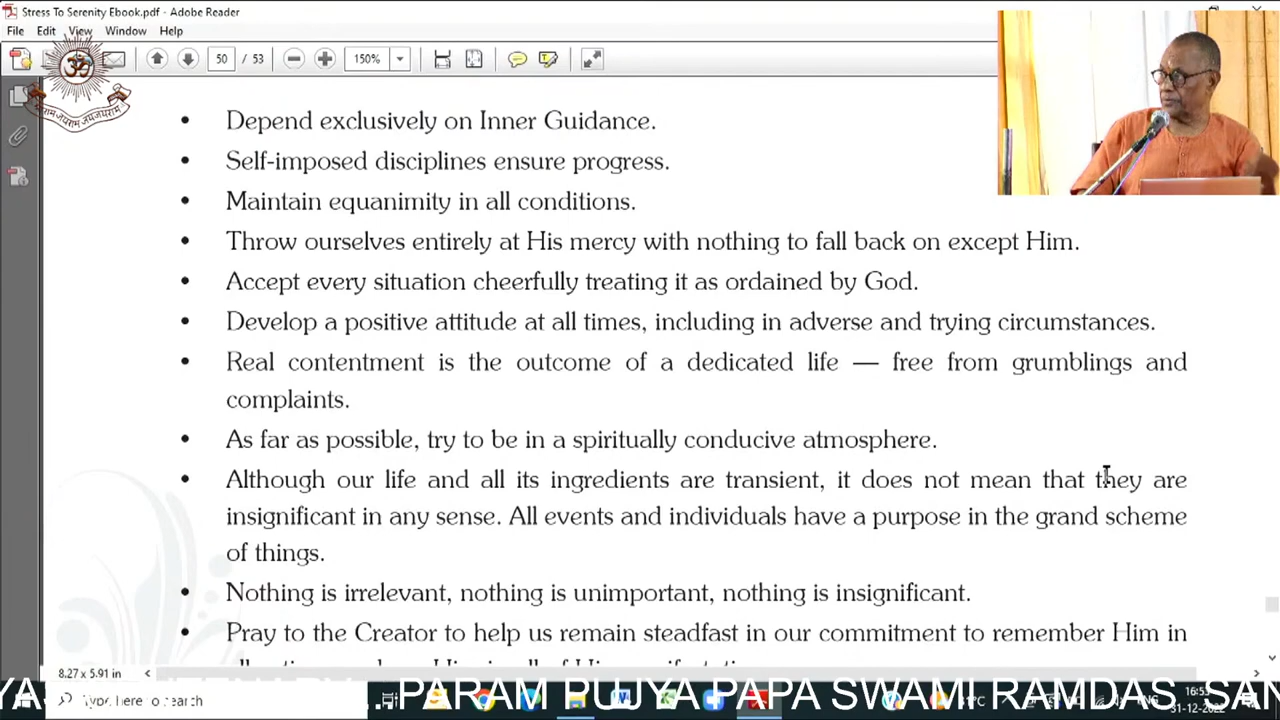 Stress To Serenity Ebook.pdf - Adobe Reader
File Edit View Window Help
50 / 53 150%
• Depend exclusively on Inner Guidance.
• Self-imposed disciplines ensure progress.
• Maintain equanimity in all conditions.
• Throw ourselves entirely at His mercy with nothing to fall back on except Him.
• Accept every situation cheerfully treating it as ordained by God.
• Develop a positive attitude at all times, including in adverse and trying circumstances.
• Real contentment is the outcome of a dedicated life — free from grumblings and
complaints.
• As far as possible, try to be in a spiritually conducive atmosphere.
• Although our life and all its ingredients are transient, it does not mean that they are
insignificant in any sense. All events and individuals have a purpose in the grand scheme
of things.
• Nothing is irrelevant, nothing is unimportant, nothing is insignificant.
• Pray to the Creator to help us remain steadfast in our commitment to remember Him in
8.27 x 5.91 in
PARAM PUJYA PAPA SWAMI RAMDAS
Type here to search
31-12-2022